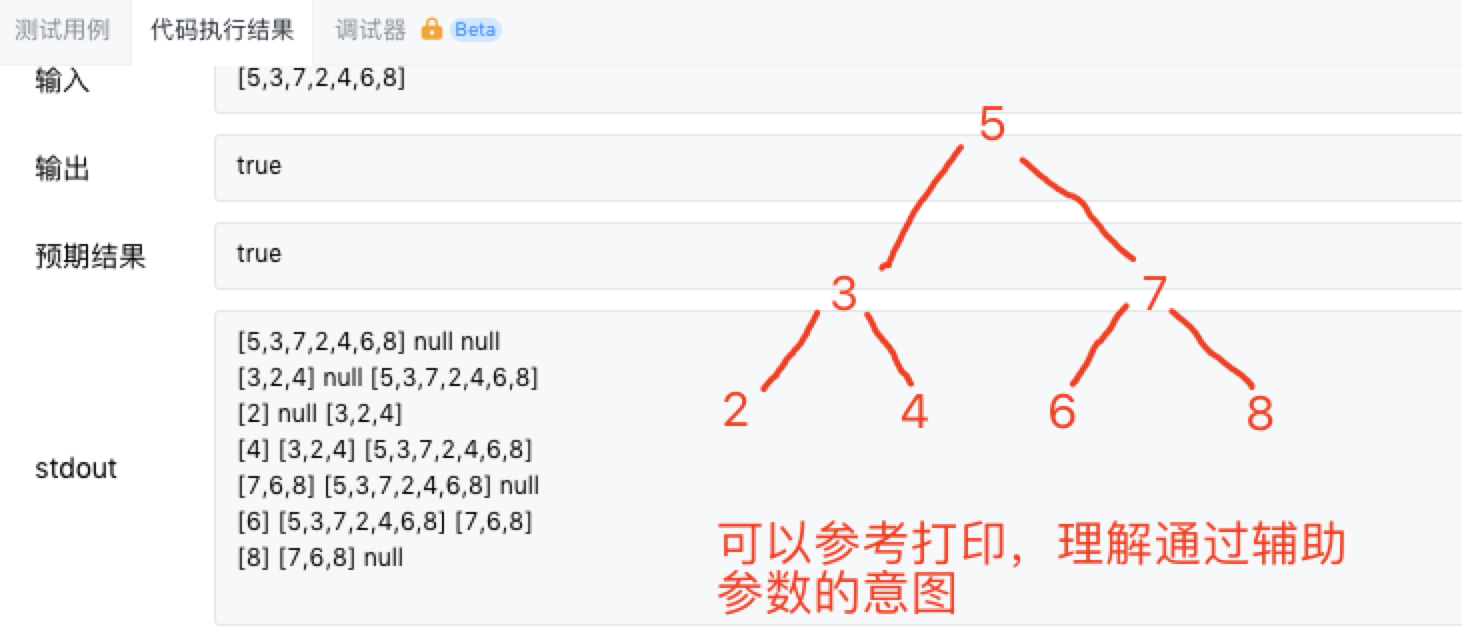 测试用例 代码执行结果 调试器 Beta
输入 [5,3,7,2,4,6,8]
5
输出 true
预期结果 true
3 7
[5,3,7,2,4,6,8] null null
[3,2,4] null [5,3,7,2,4,6,8]
[2] null [3,2,4]
2 4 6 8
[4] [3,2,4] [5,3,7,2,4,6,8]
stdout
[7,6,8] [5,3,7,2,4,6,8] null
[6] [5,3,7,2,4,6,8] [7,6,8]
[8] [7,6,8] null
可以参考打印，理解通过辅助
参数的意图